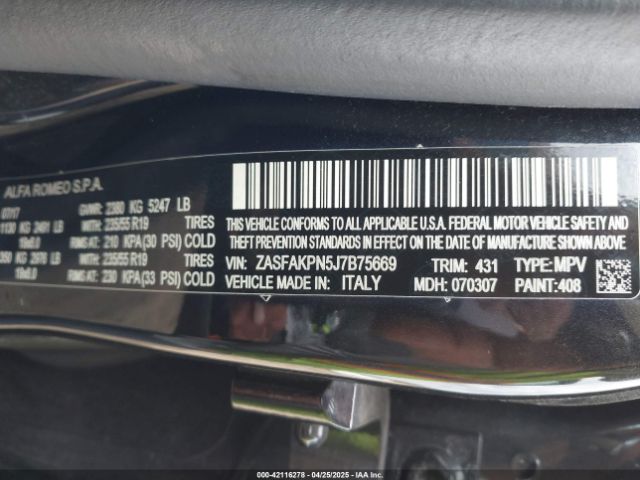 ALFA ROMEO S.P.A.
07/17 GVWR: 2380 KG 5247 LB
1130 KG 2491 LB WITH: 235/55 R19 TIRES
RIMS AT: 210 KPA(30 PSI) COLD
350 KG 2976 LB WITH: 235/55 R19 TIRES
RIMS AT: 230 KPA(33 PSI) COLD
THIS VEHICLE CONFORMS TO ALL APPLICABLE U.S.A. FEDERAL MOTOR VEHICLE SAFETY AND
THEFT PREVENTION STANDARDS IN EFFECT ON THE DATE OF MANUFACTURE SHOWN ABOVE.
VIN: ZASFAKPN5J7B75669 TRIM: 431 TYPE: MPV
VEHICLE MADE IN: ITALY MDH: 070307 PAINT: 408
000-42116278 - 04/25/2025 - IAA Inc.